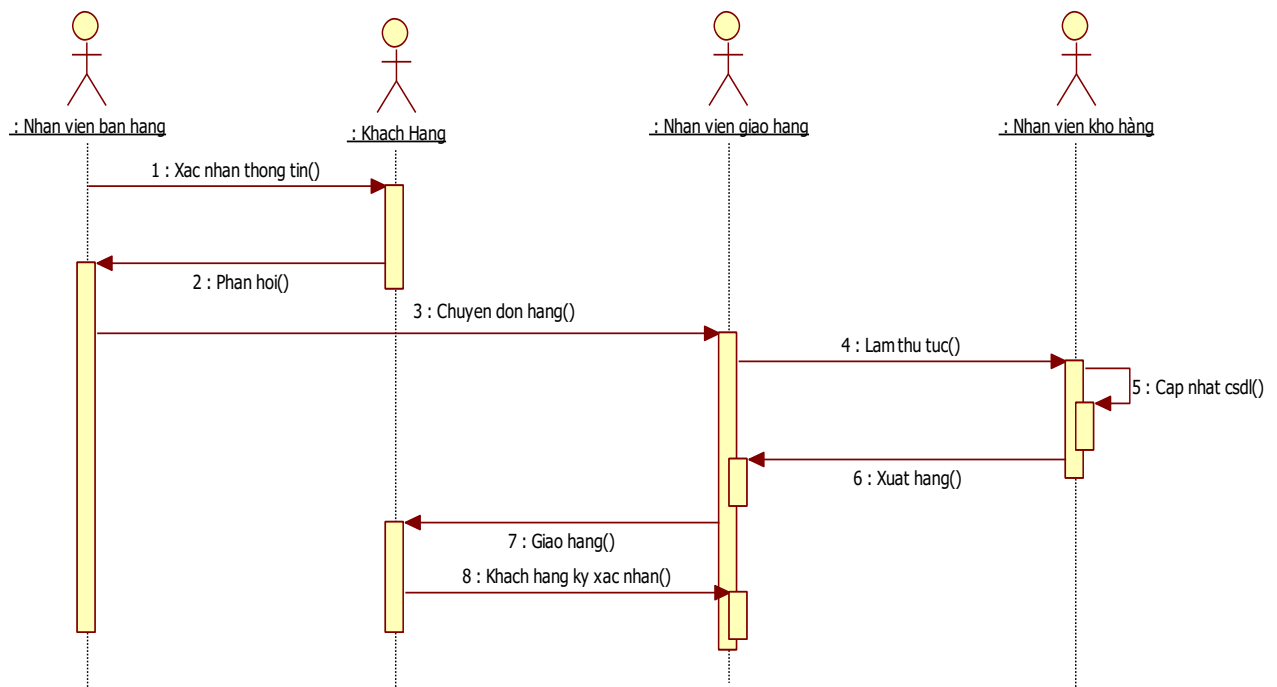 : Nhan vien ban hang
: Khach Hang
: Nhan vien giao hang
: Nhan vien kho hàng
1 : Xac nhan thong tin()
2 : Phan hoi()
3 : Chuyen don hang()
4 : Lam thu tuc()
5 : Cap nhat csdl()
6 : Xuat hang()
7 : Giao hang()
8 : Khach hang ky xac nhan()